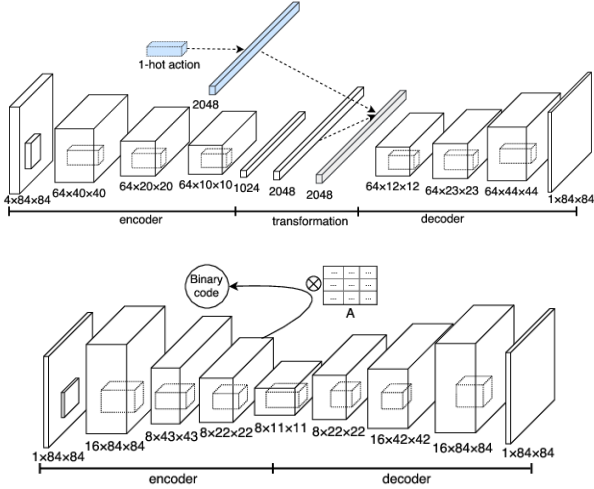 1-hot action
2048
4×84×84
64×40×40
64×20×20
64×10×10
1024
2048
2048
64×12×12
64×23×23
64×44×44
1×84×84
encoder
transformation
decoder
Binary
code
⊗
... ... ...
... ... ...
... ... ...
A
1×84×84
16×84×84
8×43×43
8×22×22
8×11×11
8×22×22
16×42×42
16×84×84
1×84×84
encoder
decoder